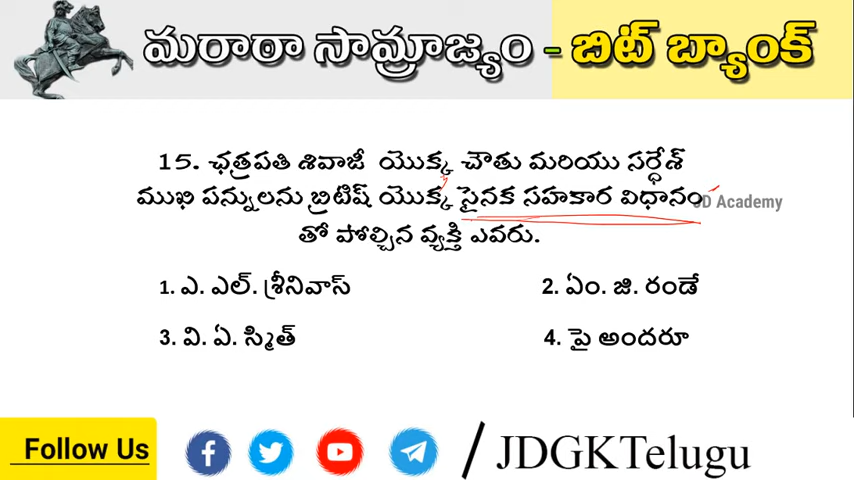 మరాఠా సామ్రాజ్యం - బిట్ బ్యాంక్
15. ఛత్రపతి శివాజీ యొక్క చౌతు మరియు సర్ధేశ్
ముఖి పన్నులను బ్రిటిష్ యొక్క సైనక సహకార విధానం
JD Academy
తో పోల్చిన వ్యక్తి ఎవరు.
1. ఎ. ఎల్. శ్రీనివాస్
2. ఏం. జి. రండే
3. వి. ఏ. స్మిత్
4. పై అందరూ
Follow Us
/ JDGKTelugu